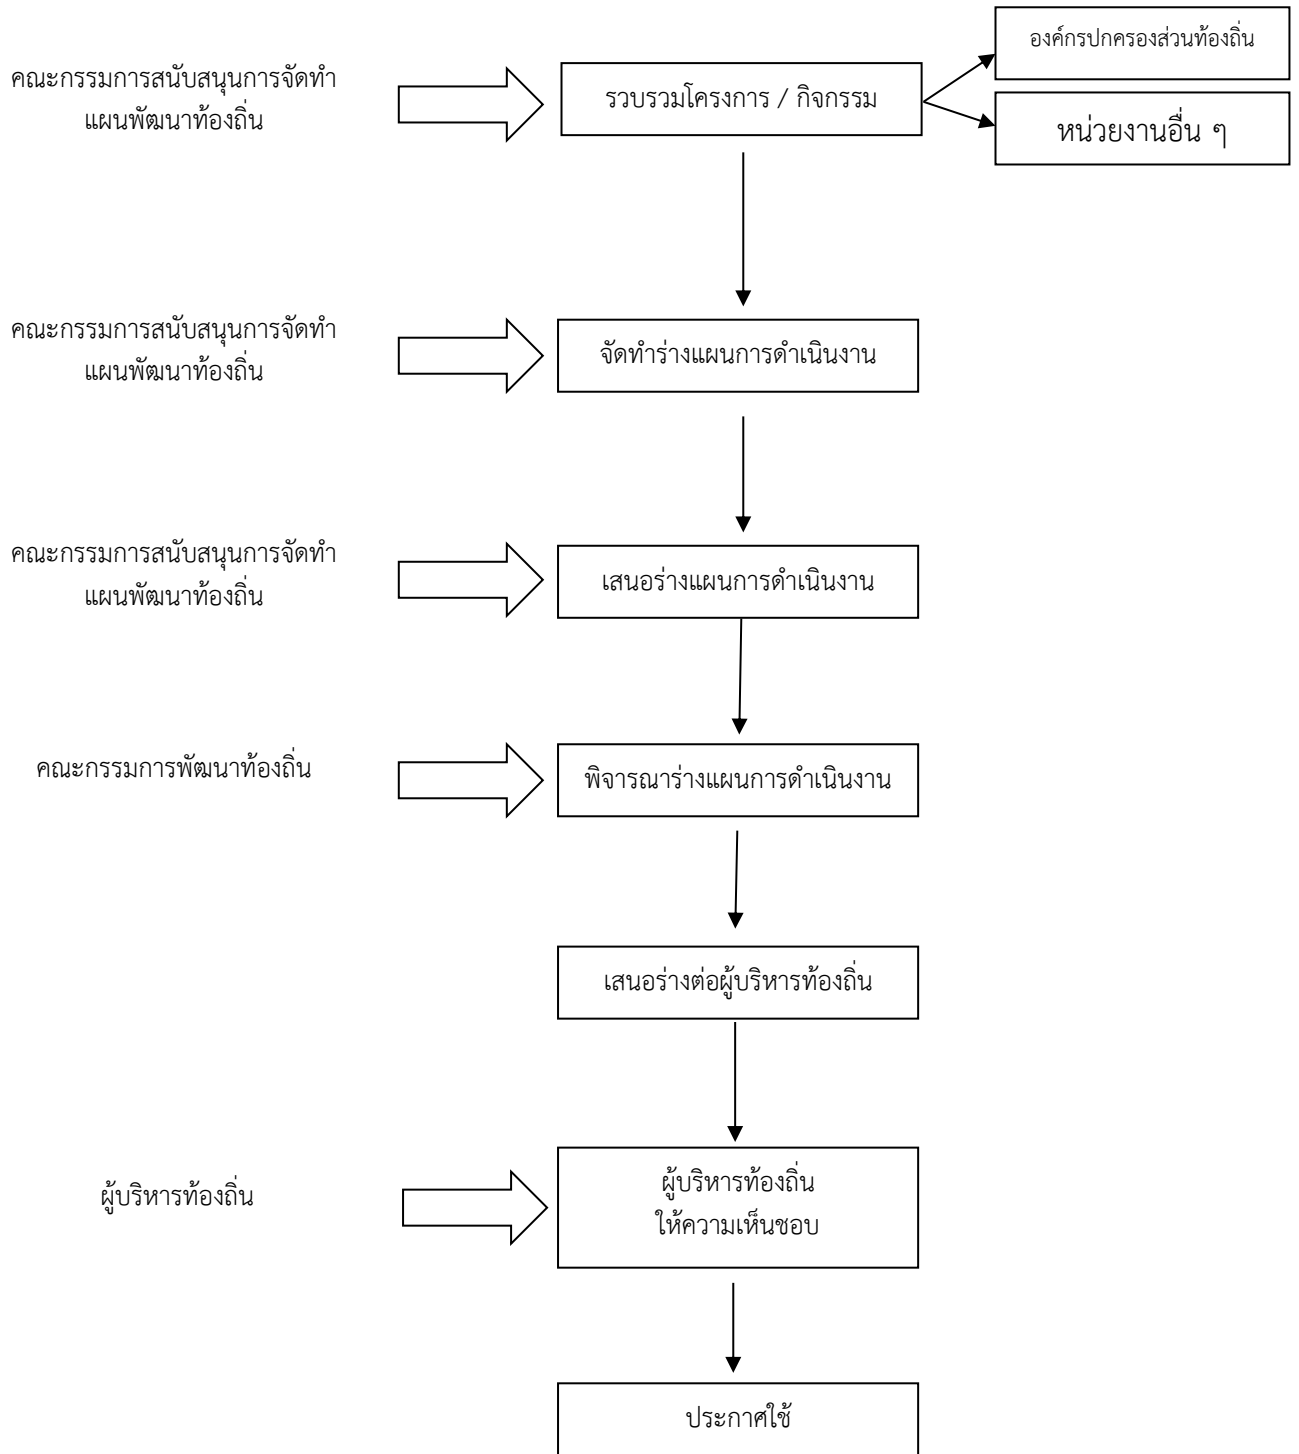 องค์กรปกครองส่วนท้องถิ่น
คณะกรรมการสนับสนุนการจัดทำ
แผนพัฒนาท้องถิ่น
รวบรวมโครงการ / กิจกรรม
หน่วยงานอื่น ๆ
คณะกรรมการสนับสนุนการจัดทำ
แผนพัฒนาท้องถิ่น
จัดทำร่างแผนการดำเนินงาน
คณะกรรมการสนับสนุนการจัดทำ
แผนพัฒนาท้องถิ่น
เสนอร่างแผนการดำเนินงาน
คณะกรรมการพัฒนาท้องถิ่น
พิจารณาร่างแผนการดำเนินงาน
เสนอร่างต่อผู้บริหารท้องถิ่น
ผู้บริหารท้องถิ่น
ผู้บริหารท้องถิ่น
ให้ความเห็นชอบ
ประกาศใช้